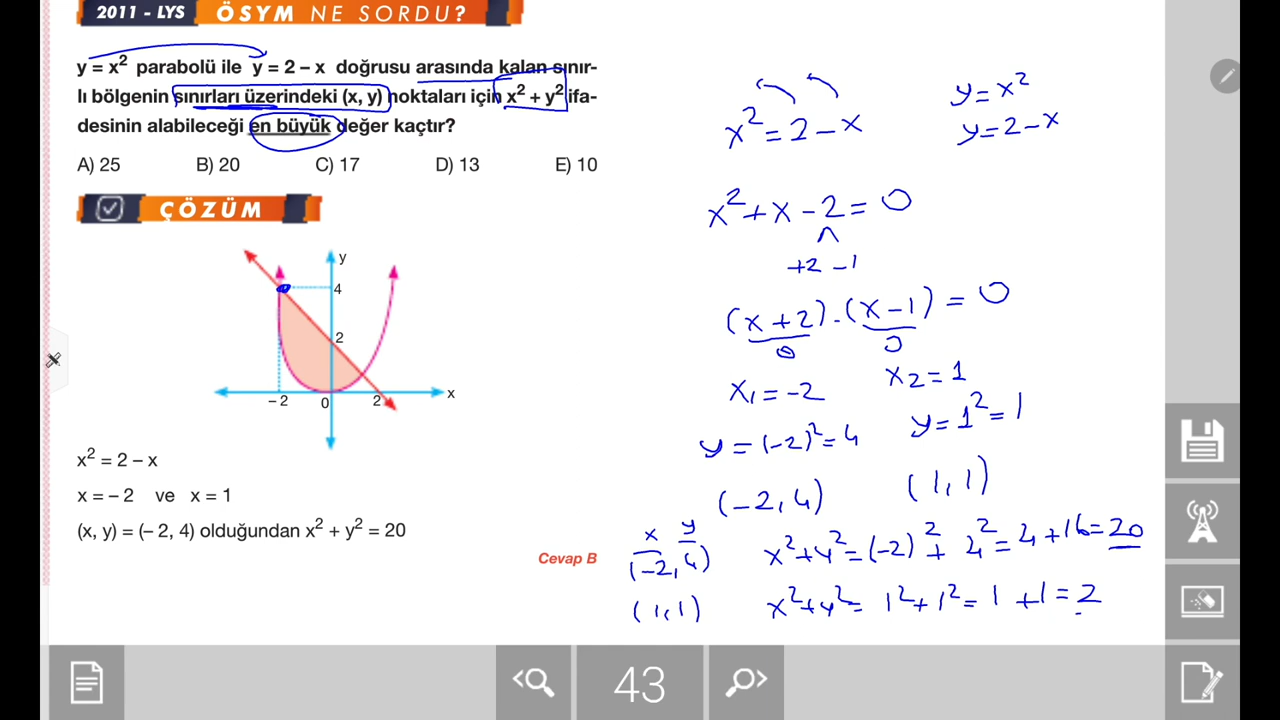 2011 - LYS ÖSYM NE SORDU?
y = x² parabolü ile y = 2 – x doğrusu arasında kalan sınır-
lı bölgenin sınırları üzerindeki (x, y) noktaları için x² + y² ifa-
desinin alabileceği en büyük değer kaçtır?
A) 25 B) 20 C) 17 D) 13 E) 10
ÇÖZÜM
y
4
2
– 2 0 2 x
x² = 2 – x
x = – 2 ve x = 1
(x, y) = (– 2, 4) olduğundan x² + y² = 20
Cevap B
y = x²
y = 2 – x
x² = 2 – x
x² + x – 2 = 0
+2 –1
(x + 2) . (x – 1) = 0
0 0
x₁ = –2 x₂ = 1
y = (–2)² = 4 y = 1² = 1
(–2, 4) (1, 1)
x y
(–2, 4) x² + y² = (–2)² + 4² = 4 + 16 = 20
(1, 1) x² + y² = 1² + 1² = 1 + 1 = 2
43